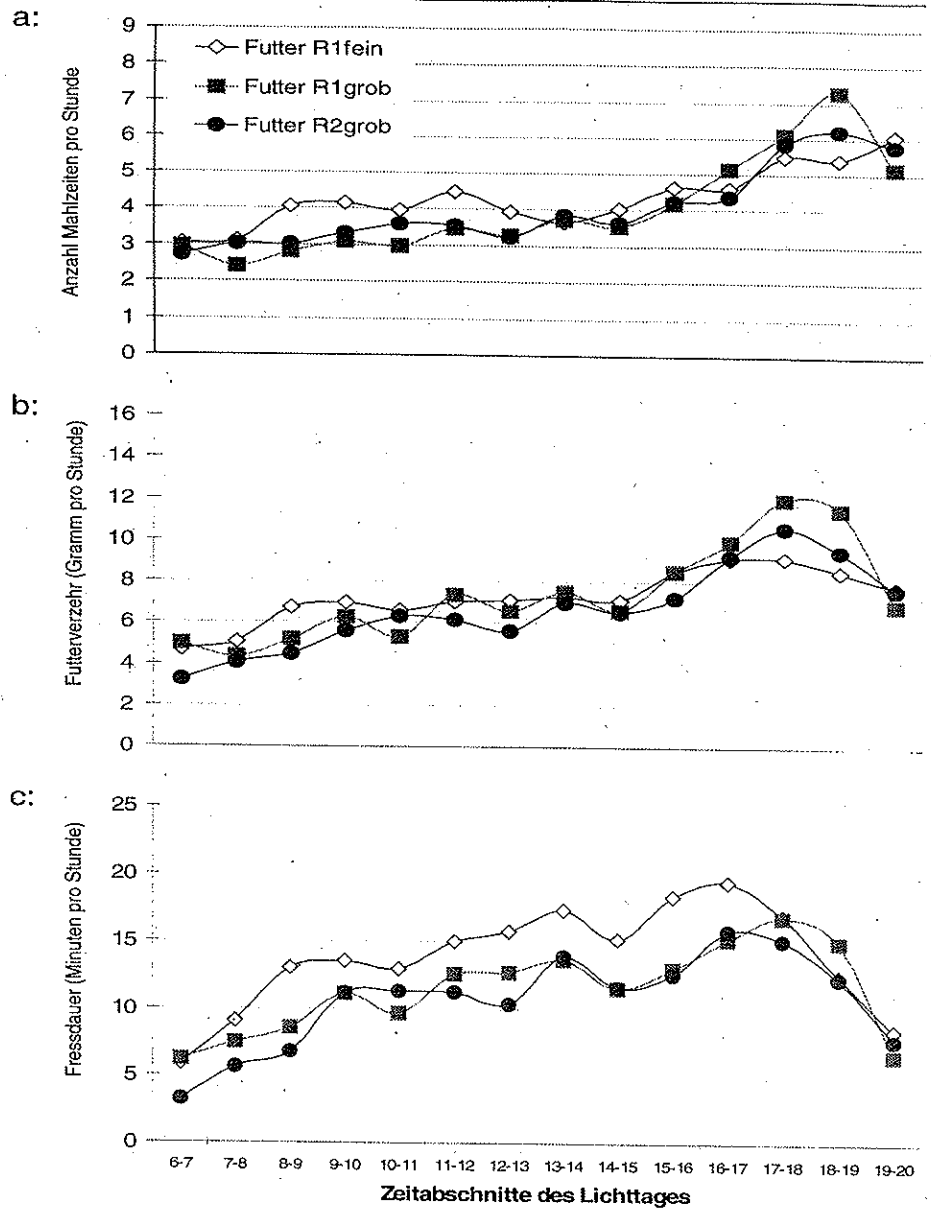 a:
Anzahl Mahlzeiten pro Stunde
9
8
7
6
5
4
3
2
1
0
Futter R1fein
Futter R1grob
Futter R2grob
b:
Futterverzehr (Gramm pro Stunde)
16
14
12
10
8
6
4
2
0
c:
Fressdauer (Minuten pro Stunde)
25
20
15
10
5
0
6-7 7-8 8-9 9-10 10-11 11-12 12-13 13-14 14-15 15-16 16-17 17-18 18-19 19-20
Zeitabschnitte des Lichttages